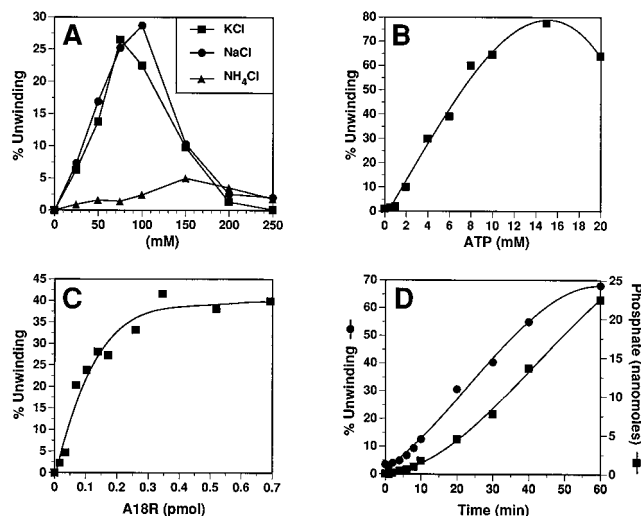 A
KCl
NaCl
NH4Cl
% Unwinding
30
25
20
15
10
5
0
0 50 100 150 200 250
(mM)
B
% Unwinding
80
70
60
50
40
30
20
10
0
0 2 4 6 8 10 12 14 16 18 20
ATP (mM)
C
% Unwinding
45
40
35
30
25
20
15
10
5
0
0 0.1 0.2 0.3 0.4 0.5 0.6 0.7
A18R (pmol)
D
% Unwinding
70
60
50
40
30
20
10
0
0 10 20 30 40 50 60
Time (min)
25
20
15
10
5
0
Phosphate (nanomoles)